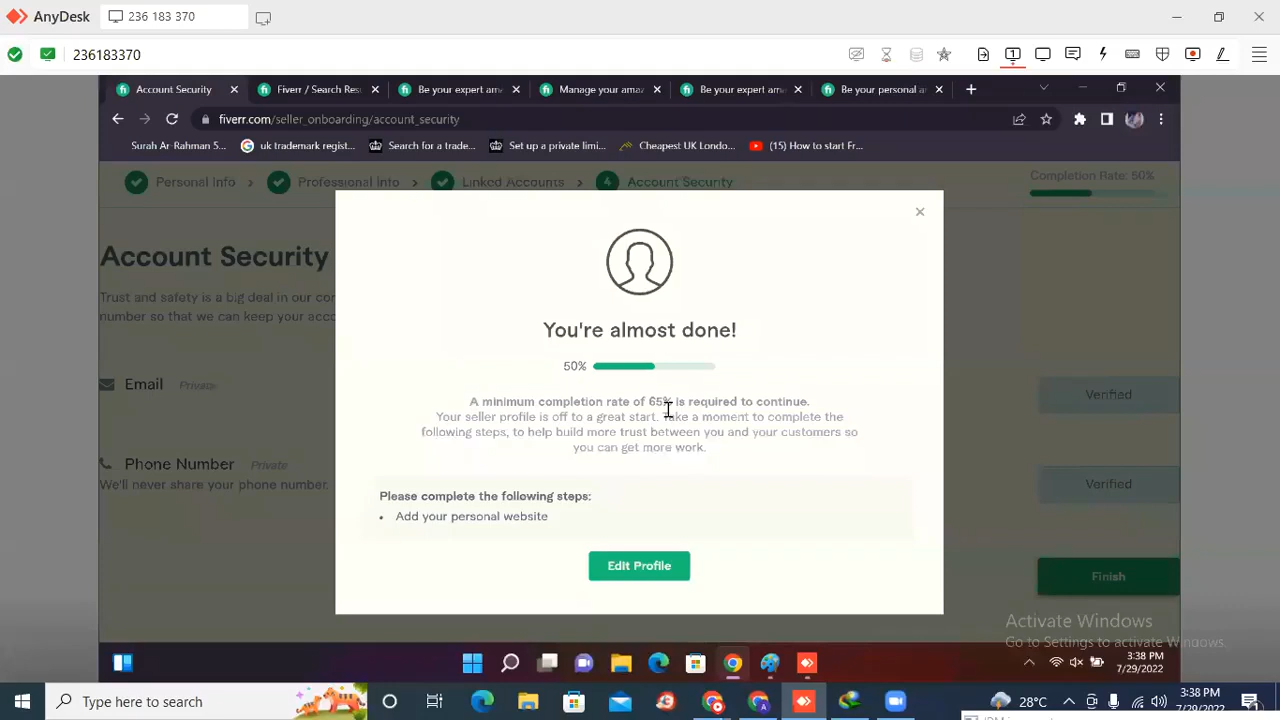 AnyDesk
236 183 370
236183370
Account Security
Fiverr / Search Res
Be your expert am
Manage your amaz
Be your expert am
Be your personal a
fiverr.com/seller_onboarding/account_security
Surah Ar-Rahman S...
uk trademark regist...
Search for a trade...
Set up a private limi...
Cheapest UK Londo...
(15) How to start Fr...
Personal Info
Professional Info
Linked Accounts
4 Account Security
Completion Rate: 50%
Account Security
Trust and safety is a big deal in our co
number so that we can keep your acco
Email Private
Verified
Phone Number Private
We'll never share your phone number.
Verified
Finish
You're almost done!
50%
A minimum completion rate of 65% is required to continue.
Your seller profile is off to a great start. Take a moment to complete the
following steps, to help build more trust between you and your customers so
you can get more work.
Please complete the following steps:
• Add your personal website
Edit Profile
Activate Windows
Go to Settings to activate Windows.
3:38 PM
7/29/2022
Type here to search
28°C
3:38 PM
7/29/2022